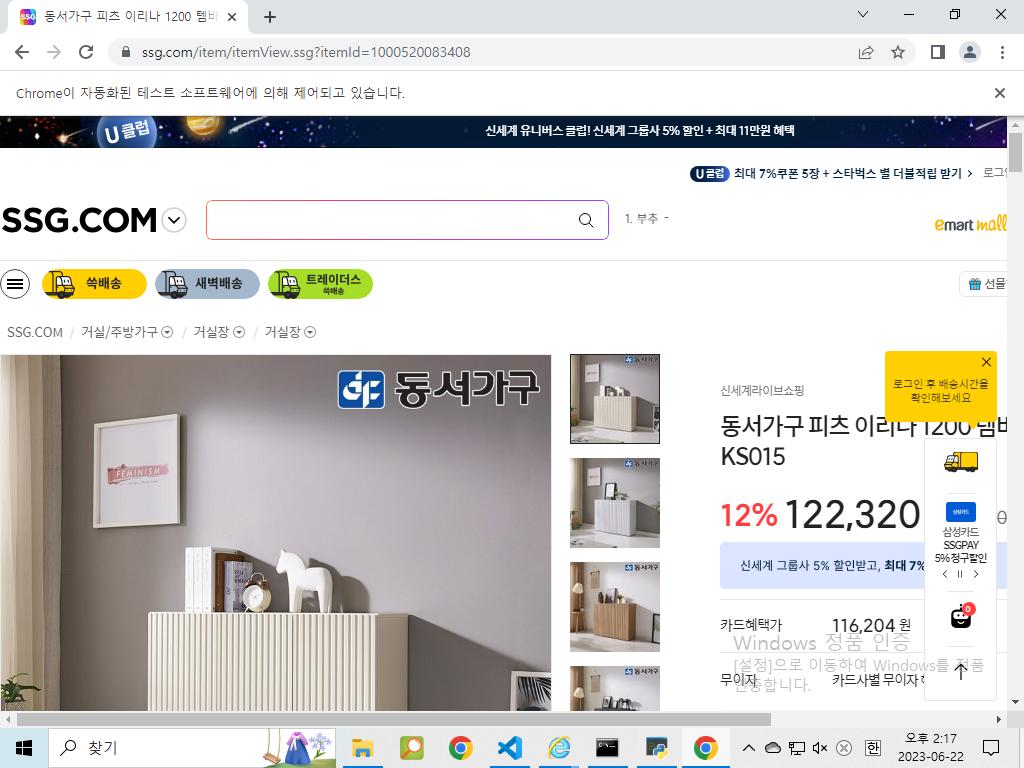 동서가구 피츠 이리나 1200 템바
ssg.com/item/itemView.ssg?itemId=1000520083408
Chrome이 자동화된 테스트 소프트웨어에 의해 제어되고 있습니다.
U 클럽
신세계 유니버스 클럽! 신세계 그룹사 5% 할인 + 최대 11만원 혜택
U 클럽 최대 7%쿠폰 5장 + 스타벅스 별 더블적립 받기 > 로그인
SSG.COM
1. 부추 -
emart mall
쓱배송
새벽배송
트레이더스
쓱배송
선물
SSG.COM / 거실/주방가구 / 거실장 / 거실장
동서가구
FEMINISM
신세계라이브쇼핑
로그인 후 배송시간을
확인해보세요
동서가구 피츠 이리나 1200 템바
KS015
12% 122,320
삼성카드
삼성카드
SSGPAY
5% 청구할인
신세계 그룹사 5% 할인받고, 최대 7%
0
카드혜택가 116,204 원
무이자 카드사별 무이자
Windows 정품 인증
[설정]으로 이동하여 Windows를 정품
인증합니다.
찾기
한
오후 2:17
2023-06-22